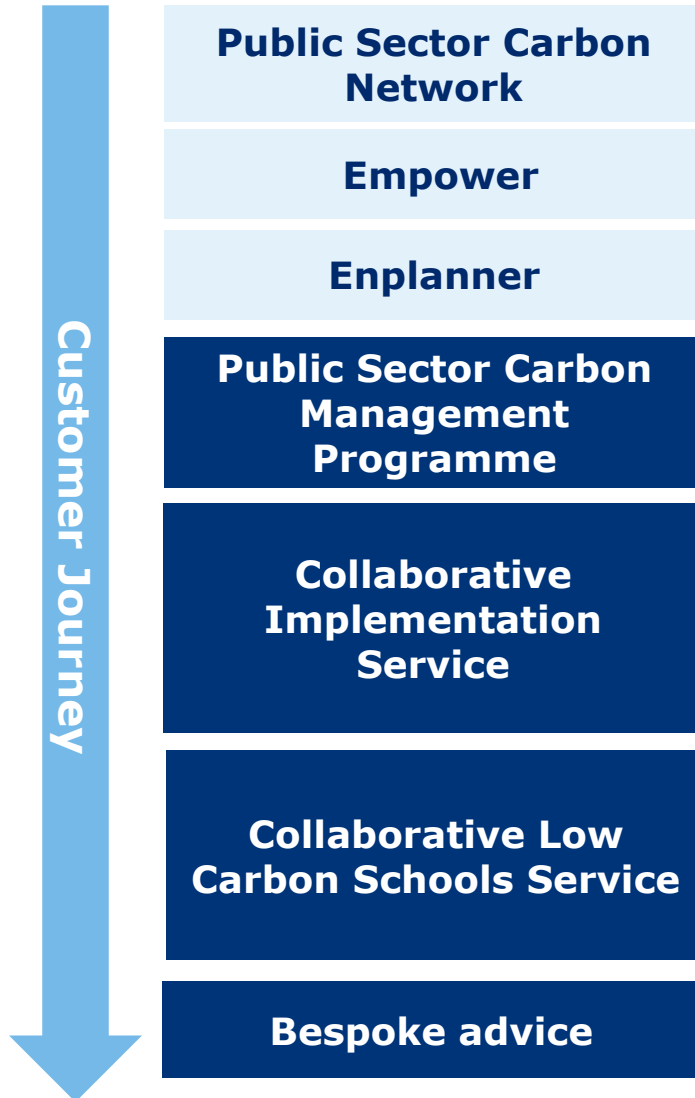 Public Sector Carbon
Network
Empower
Enplanner
Public Sector Carbon
Management
Programme
Collaborative
Implementation
Service
Collaborative Low
Carbon Schools Service
Bespoke advice
Customer Journey